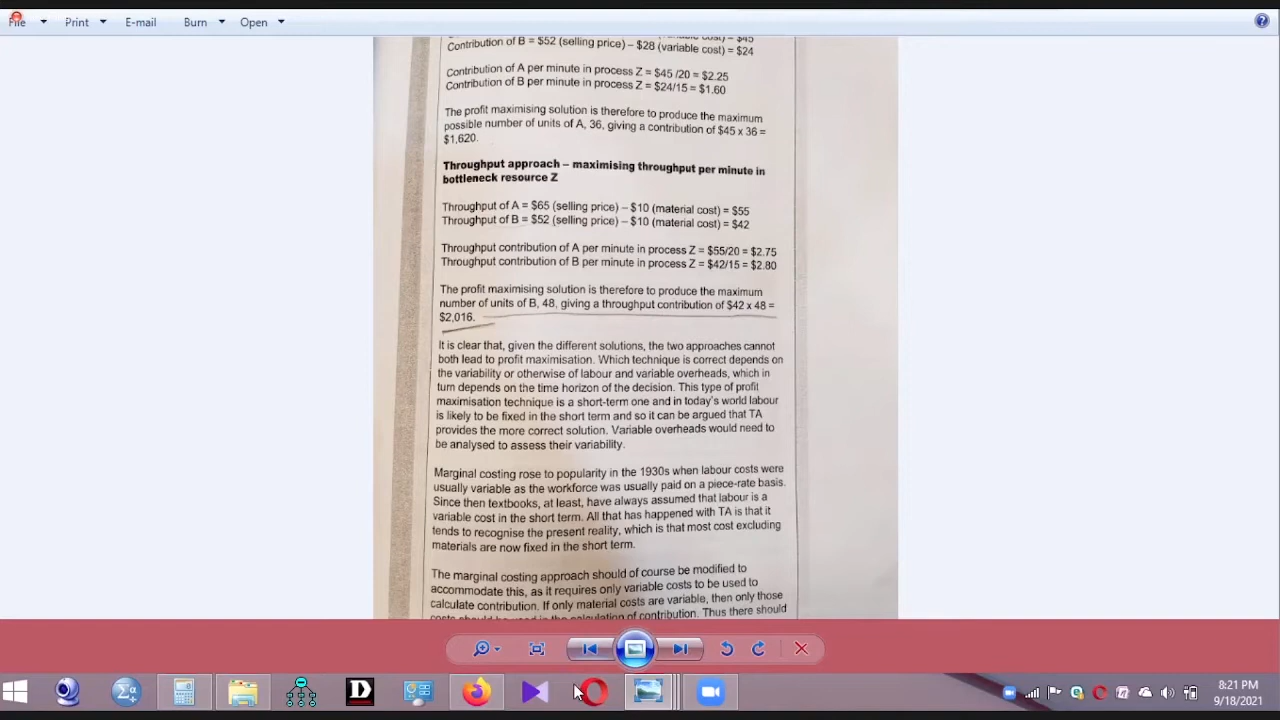 File Print E-mail Burn Open
Contribution of B = $52 (selling price) – $28 (variable cost) = $24
Contribution of A per minute in process Z = $45 /20 = $2.25
Contribution of B per minute in process Z = $24/15 = $1.60
The profit maximising solution is therefore to produce the maximum
possible number of units of A, 36, giving a contribution of $45 x 36 =
$1,620.
Throughput approach – maximising throughput per minute in
bottleneck resource Z
Throughput of A = $65 (selling price) – $10 (material cost) = $55
Throughput of B = $52 (selling price) – $10 (material cost) = $42
Throughput contribution of A per minute in process Z = $55/20 = $2.75
Throughput contribution of B per minute in process Z = $42/15 = $2.80
The profit maximising solution is therefore to produce the maximum
number of units of B, 48, giving a throughput contribution of $42 x 48 =
$2,016.
It is clear that, given the different solutions, the two approaches cannot
both lead to profit maximisation. Which technique is correct depends on
the variability or otherwise of labour and variable overheads, which in
turn depends on the time horizon of the decision. This type of profit
maximisation technique is a short-term one and in today's world labour
is likely to be fixed in the short term and so it can be argued that TA
provides the more correct solution. Variable overheads would need to
be analysed to assess their variability.
Marginal costing rose to popularity in the 1930s when labour costs were
usually variable as the workforce was usually paid on a piece-rate basis.
Since then textbooks, at least, have always assumed that labour is a
variable cost in the short term. All that has happened with TA is that it
tends to recognise the present reality, which is that most cost excluding
materials are now fixed in the short term.
The marginal costing approach should of course be modified to
accommodate this, as it requires only variable costs to be used to
calculate contribution. If only material costs are variable, then only those
costs should be used in the calculation of contribution. Thus there should
8:21 PM
9/18/2021